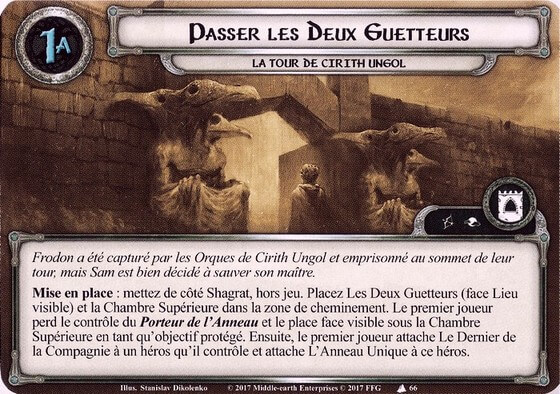 1A
Passer les Deux Guetteurs
La Tour de Cirith Ungol
Frodon a été capturé par les Orques de Cirith Ungol et emprisonné au sommet de leur
tour, mais Sam est bien décidé à sauver son maître.
Mise en place : mettez de côté Shagrat, hors jeu. Placez Les Deux Guetteurs (face Lieu
visible) et la Chambre Supérieure dans la zone de cheminement. Le premier joueur
perd le contrôle du Porteur de l'Anneau et le place face visible sous la Chambre
Supérieure en tant qu'objectif protégé. Ensuite, le premier joueur attache Le Dernier de
la Compagnie à un héros qu'il contrôle et attache L'Anneau Unique à ce héros.
Illus. Stanislav Dikolenko © 2017 Middle-earth Enterprises © 2017 FFG 66